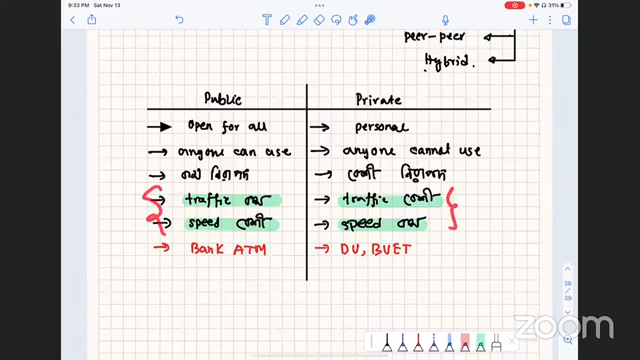 9:33 PM Sat Nov 13
31%
peer-peer
Hybrid.
Public Private
open for all personal
anyone can use anyone cannot use
কম নিরাপদ বেশী নিরাপদ
traffic কম traffic বেশী
speed বেশী speed কম
Bank ATM DU, BUET
38
39
zoom